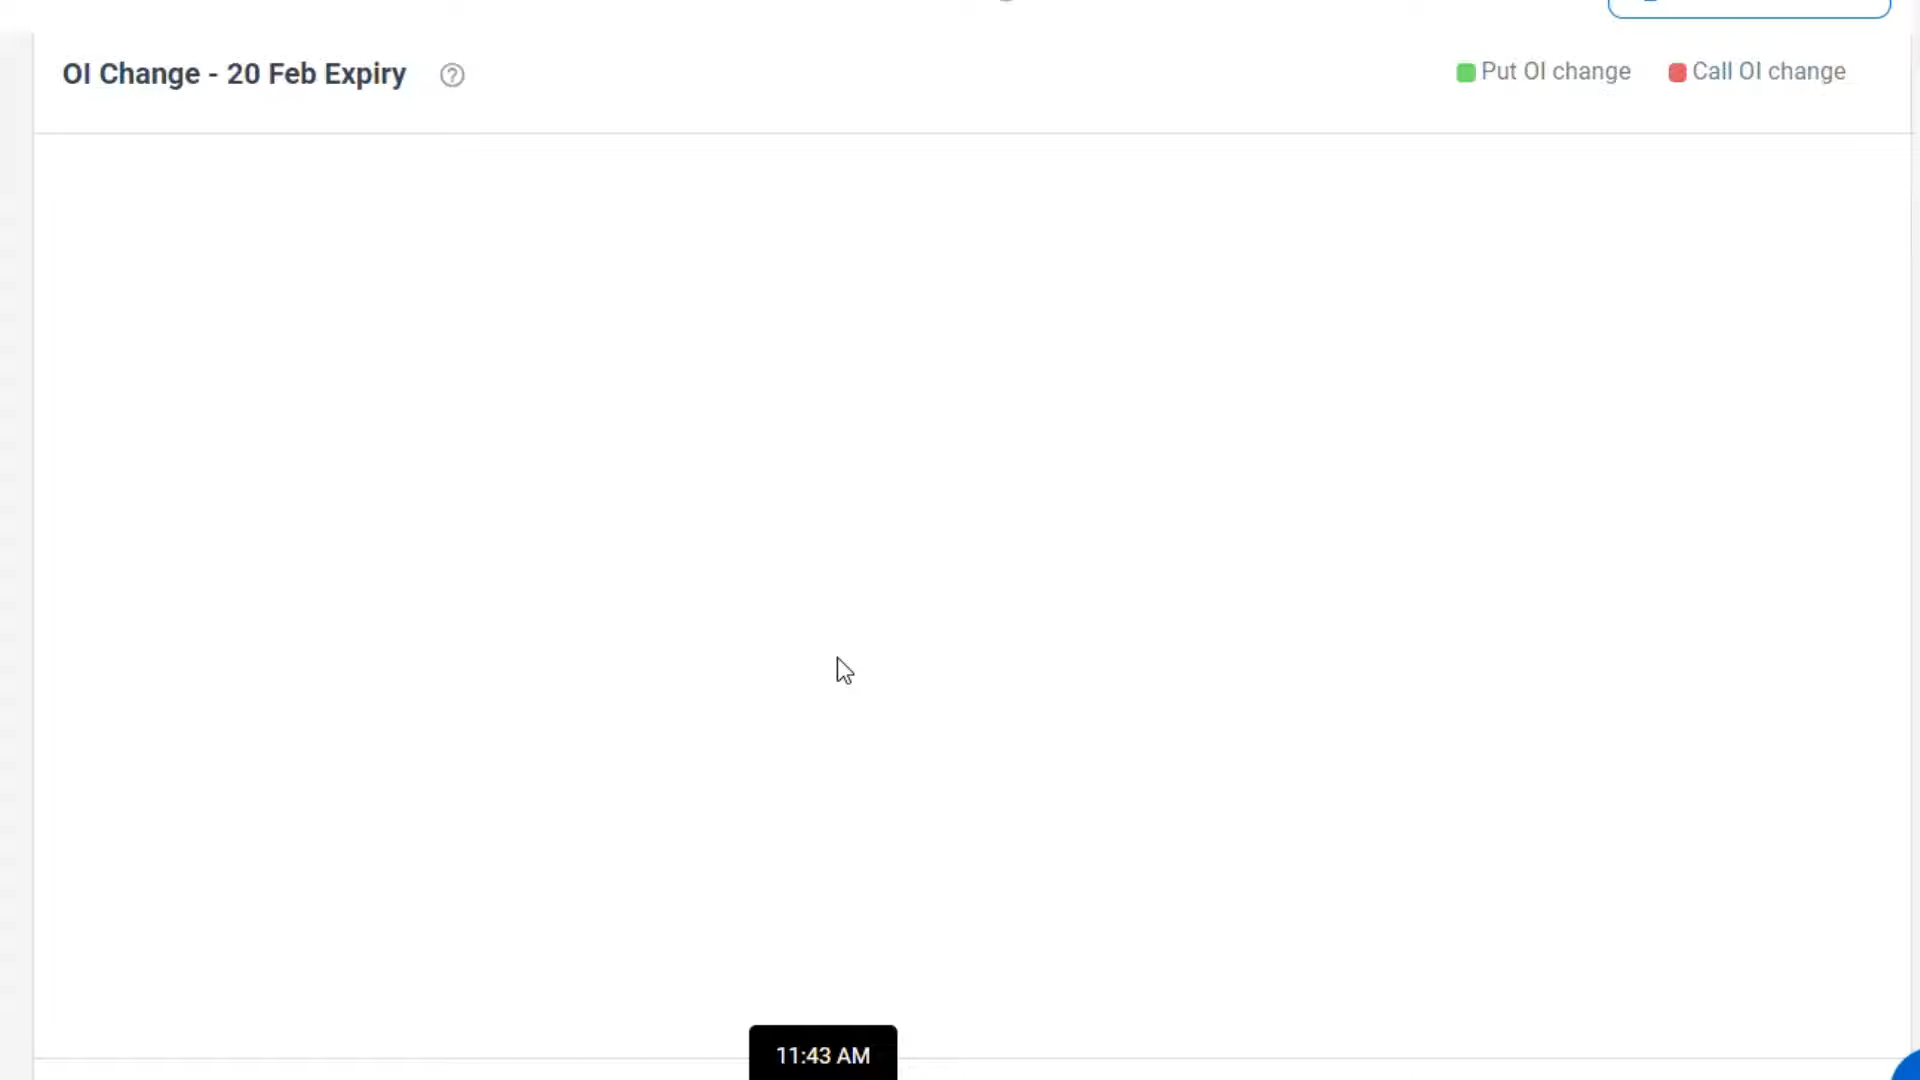 OI Change - 20 Feb Expiry ?
Put OI change Call OI change
11:43 AM